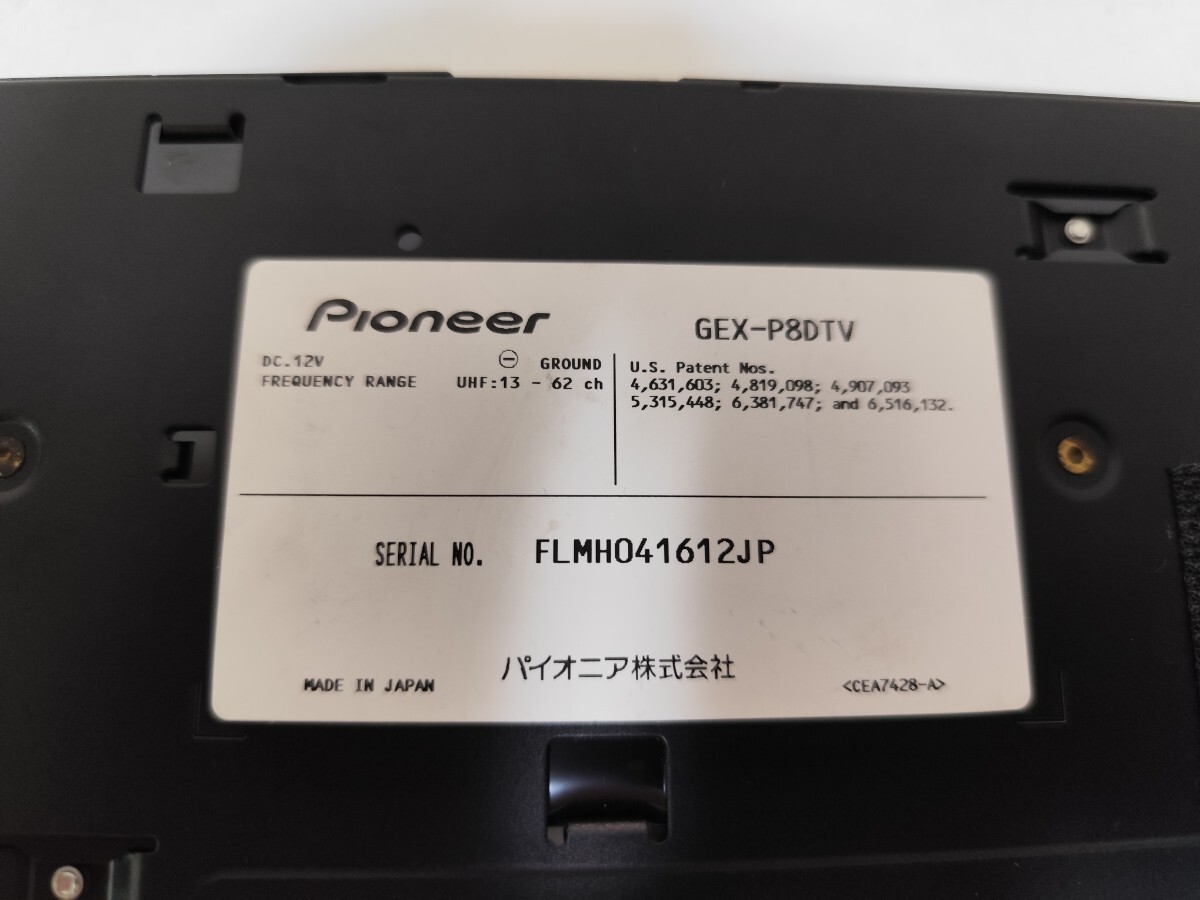 Pioneer
GEX-P8DTV
DC.12V ⊖ GROUND
FREQUENCY RANGE UHF:13 - 62 ch
U.S. Patent Nos.
4,631,603; 4,819,098; 4,907,093
5,315,448; 6,381,747; and 6,516,132.
SERIAL NO. FLMH041612JP
パイオニア株式会社
MADE IN JAPAN
<CEA7428-A>